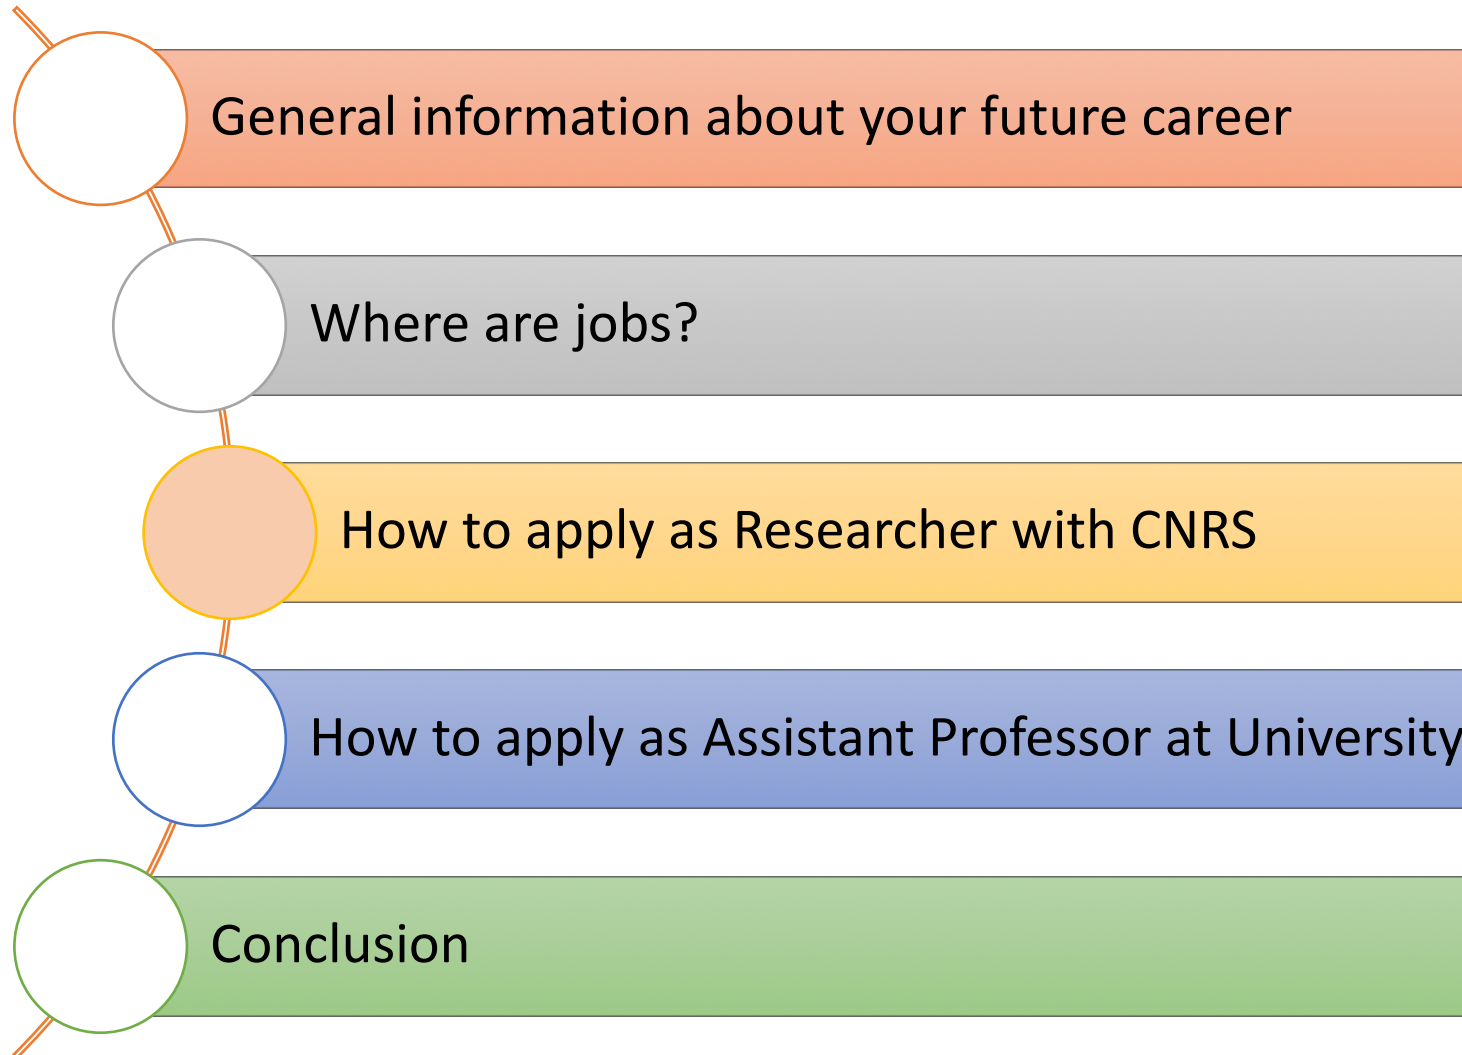 General information about your future career
Where are jobs?
How to apply as Researcher with CNRS
How to apply as Assistant Professor at University
Conclusion